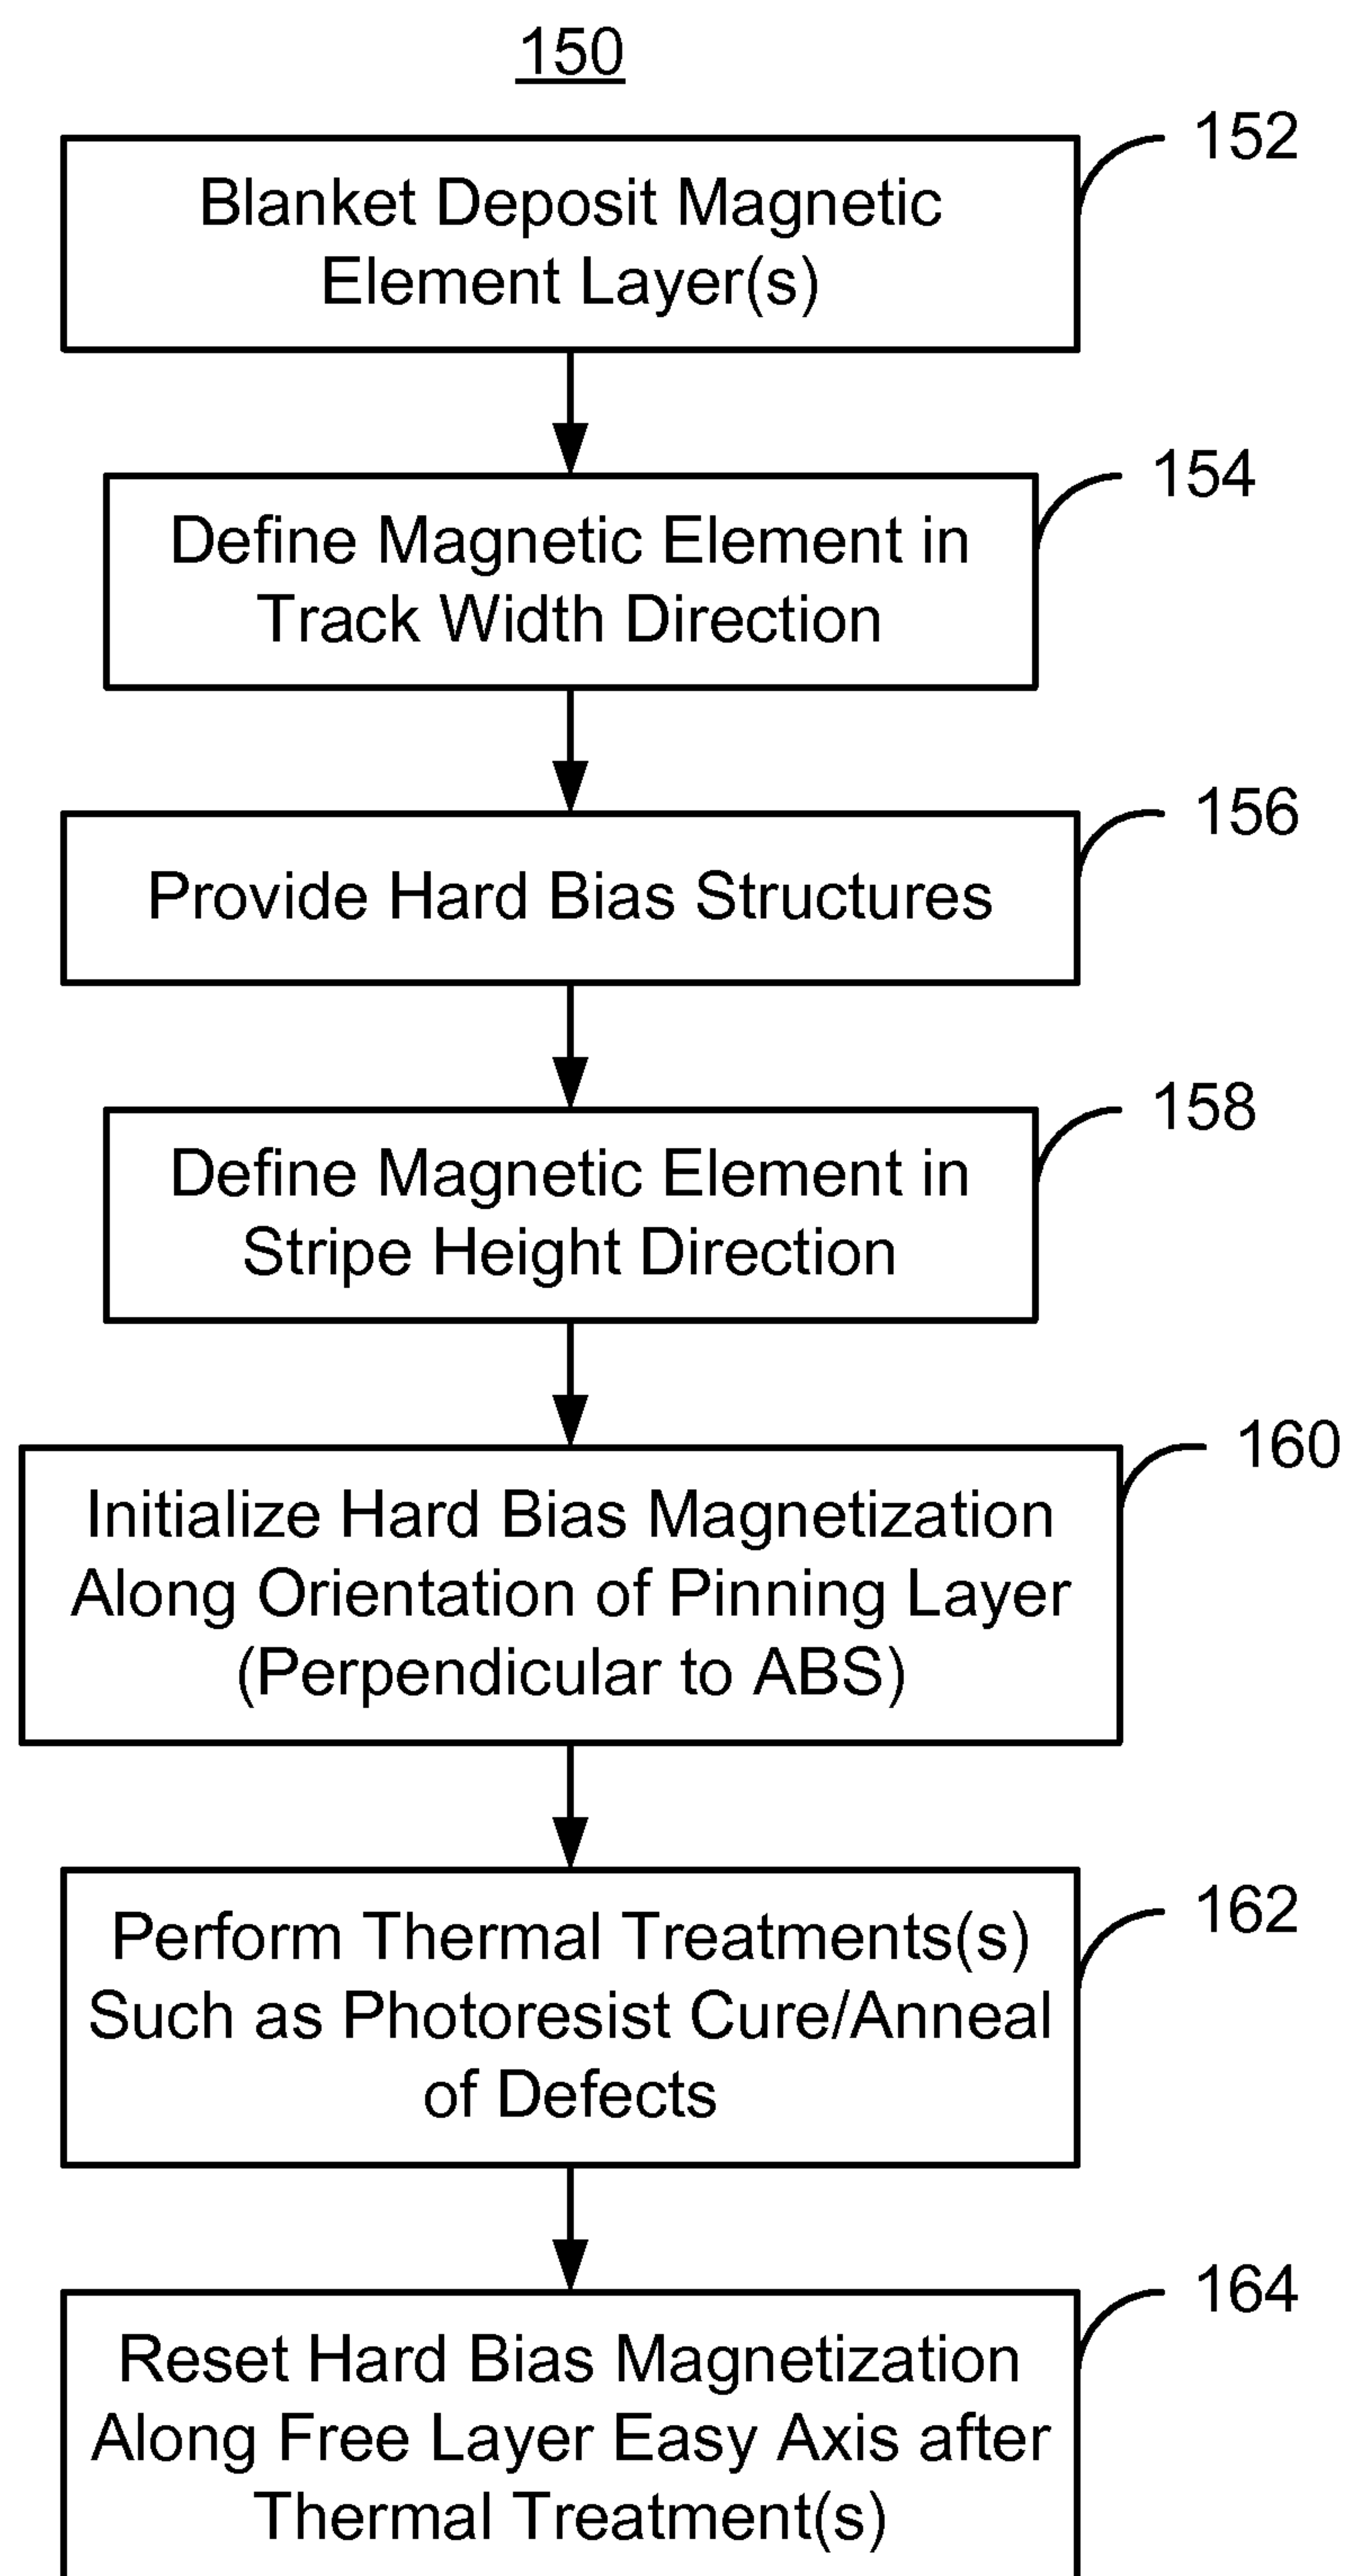 150
152
Blanket Deposit Magnetic
Element Layer(s)
154
Define Magnetic Element in
Track Width Direction
156
Provide Hard Bias Structures
158
Define Magnetic Element in
Stripe Height Direction
160
Initialize Hard Bias Magnetization
Along Orientation of Pinning Layer
(Perpendicular to ABS)
162
Perform Thermal Treatments(s)
Such as Photoresist Cure/Anneal
of Defects
164
Reset Hard Bias Magnetization
Along Free Layer Easy Axis after
Thermal Treatment(s)